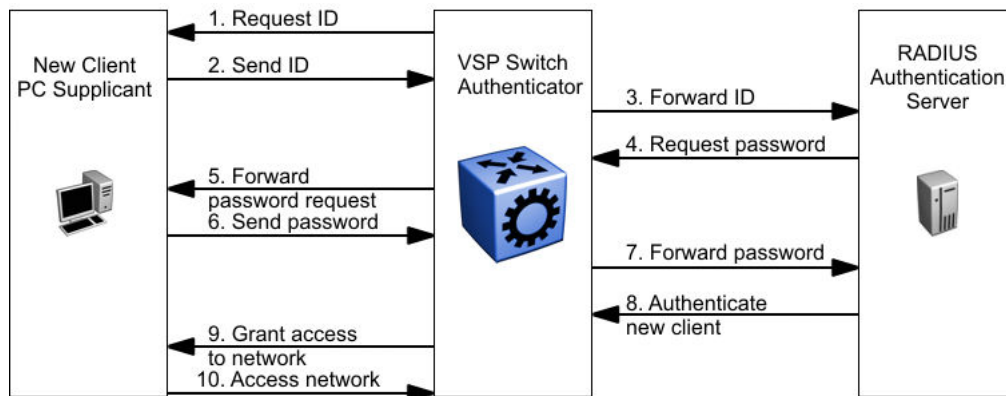 New Client
PC Supplicant
VSP Switch
Authenticator
RADIUS
Authentication
Server
1. Request ID
2. Send ID
3. Forward ID
4. Request password
5. Forward
password request
6. Send password
7. Forward password
8. Authenticate
new client
9. Grant access
to network
10. Access network